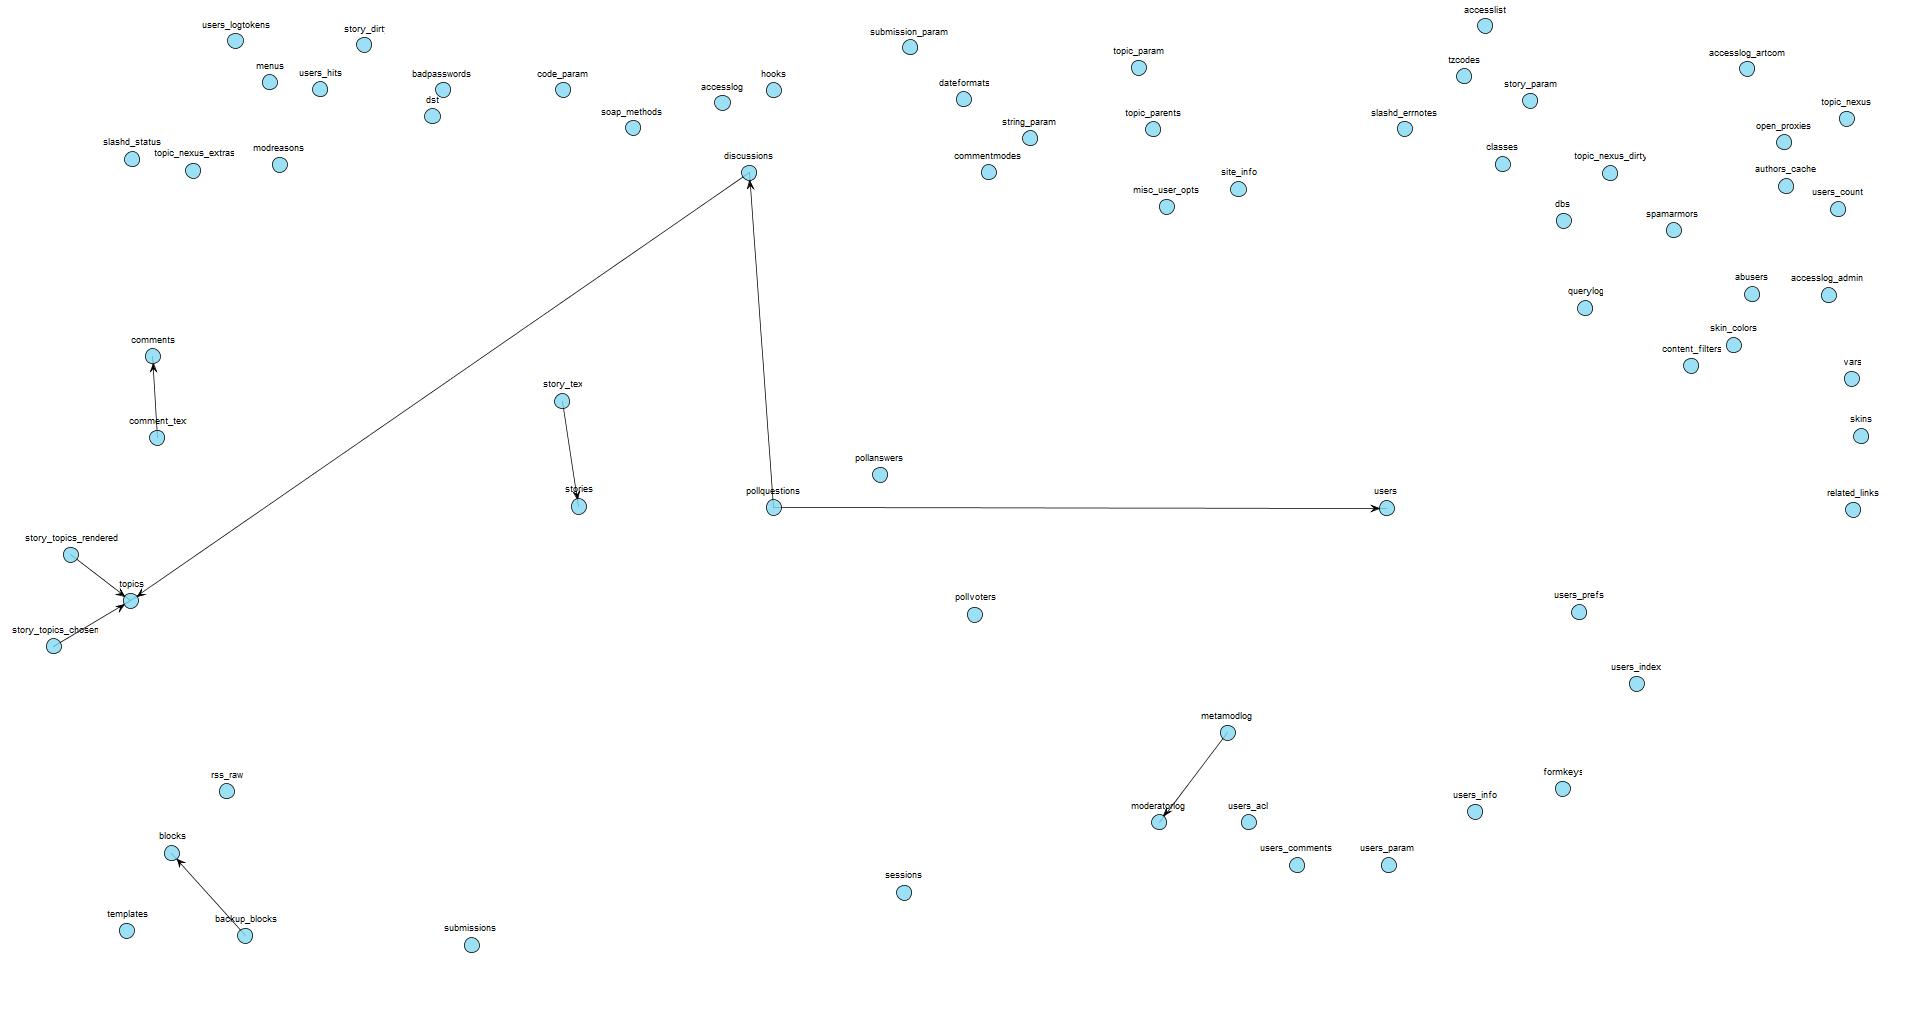 accesslist
users_logtokens
story_dirt
submission_param
topic_param
accesslog_artcom
tzcodes
menus
users_hits
badpasswords
code_param
hooks
dateformats
story_param
accesslog
dst
topic_nexus
soap_methods
string_param
topic_parents
slashd_errnotes
open_proxies
slashd_status
topic_nexus_extras
modreasons
discussions
commentmodes
classes
topic_nexus_dirty
authors_cache
site_info
misc_user_opts
users_count
dbs
spamarmors
abusers
accesslog_admin
querylog
skin_colors
comments
content_filters
vars
story_tex
comment_tex
skins
pollanswers
stories
pollquestions
users
related_links
story_topics_rendered
topics
pollvoters
users_prefs
story_topics_chosen
users_index
metamodlog
rss_raw
formkeys
users_info
moderatorlog
users_acl
blocks
users_comments
users_param
sessions
templates
backup_blocks
submissions